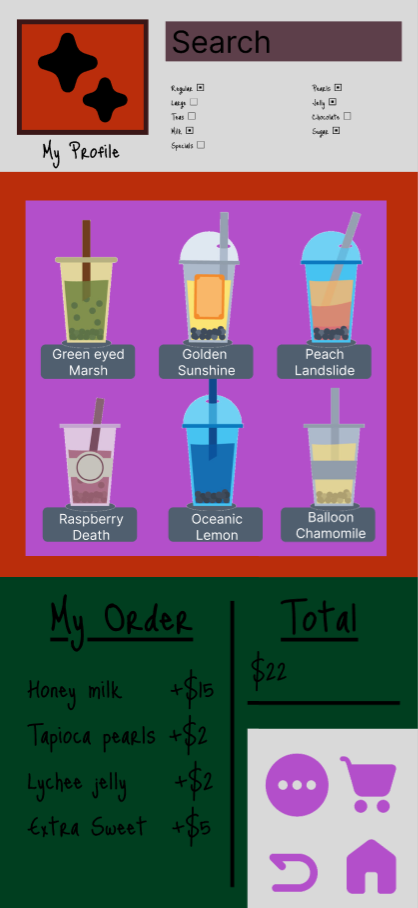 Search
My Profile
Regular
Large
Teas
Milk
Specials
Pearls
Jelly
Chocolate
Sugar
Green eyed
Marsh
Golden
Sunshine
Peach
Landslide
Raspberry
Death
Oceanic
Lemon
Balloon
Chamomile
My Order
Honey milk +$15
Tapioca pearls +$2
Lychee jelly +$2
Extra Sweet +$5
Total
$22